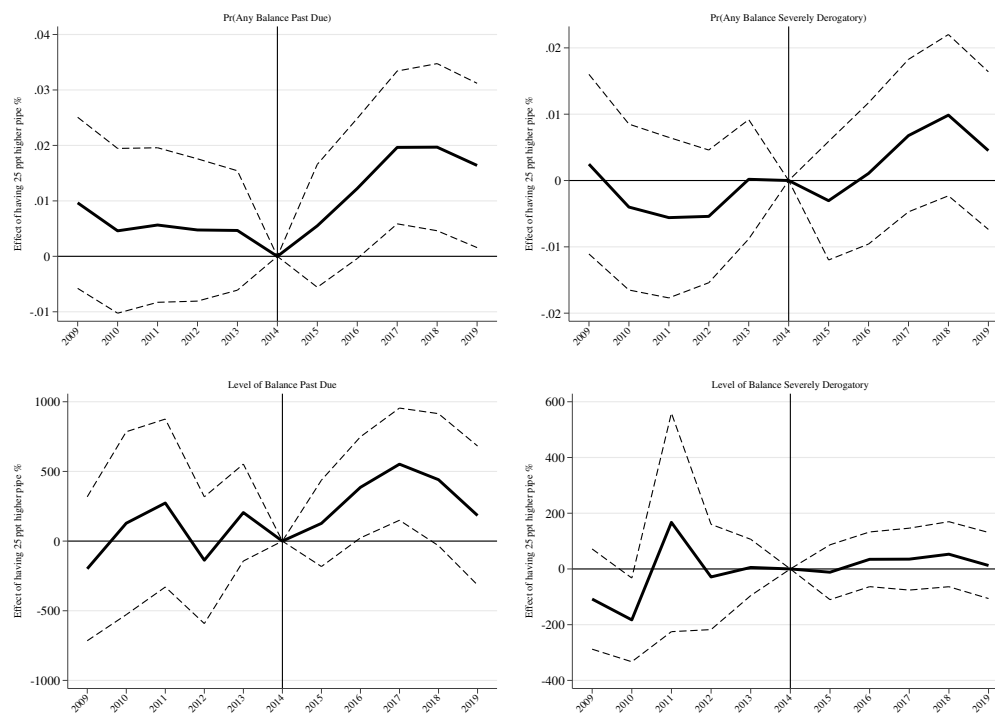 Pr(Any Balance Past Due)
Effect of having 25 ppt higher pipe %
.04
.03
.02
.01
0
-.01
2009 2010 2011 2012 2013 2014 2015 2016 2017 2018 2019
Pr(Any Balance Severely Derogatory)
Effect of having 25 ppt higher pipe %
.02
.01
0
-.01
-.02
2009 2010 2011 2012 2013 2014 2015 2016 2017 2018 2019
Level of Balance Past Due
Effect of having 25 ppt higher pipe %
1000
500
0
-500
-1000
2009 2010 2011 2012 2013 2014 2015 2016 2017 2018 2019
Level of Balance Severely Derogatory
Effect of having 25 ppt higher pipe %
600
400
200
0
-200
-400
2009 2010 2011 2012 2013 2014 2015 2016 2017 2018 2019